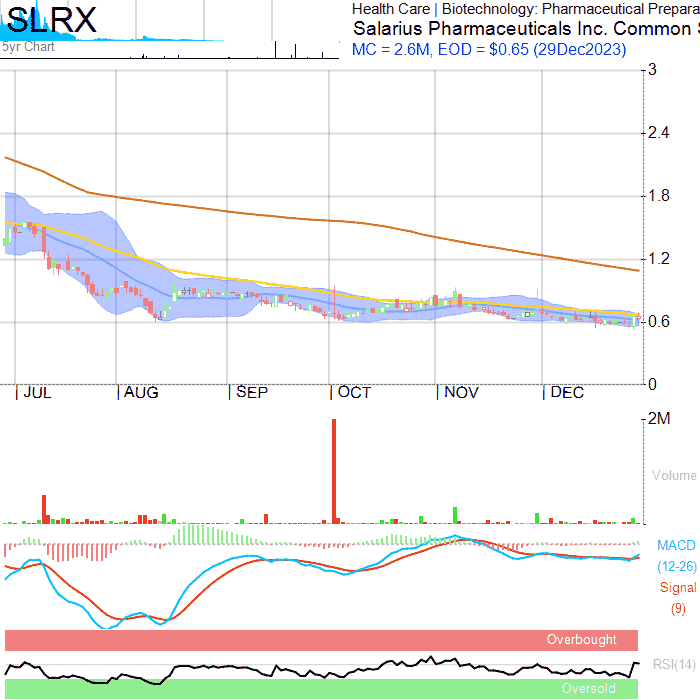 SLRX
5yr Chart
Health Care | Biotechnology: Pharmaceutical Prepara
Salarius Pharmaceuticals Inc. Common S
MC = 2.6M, EOD = $0.65 (29Dec2023)
3
2.4
1.8
1.2
0.6
0
JUL AUG SEP OCT NOV DEC
2M
Volume
MACD
(12-26)
Signal
(9)
Overbought
RSI(14)
Oversold